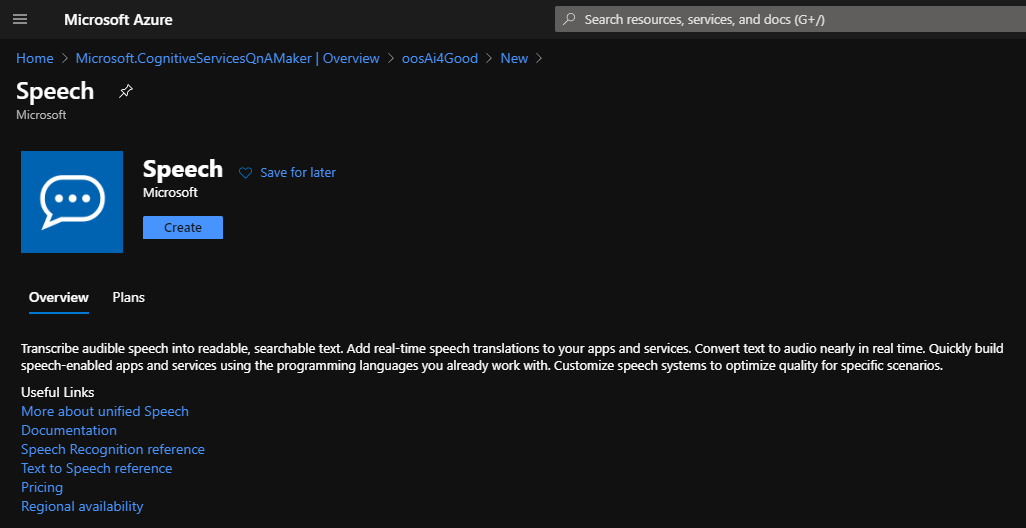 Microsoft Azure
Search resources, services, and docs (G+/)
Home > Microsoft.CognitiveServicesQnAMaker | Overview > oosAi4Good > New >
Speech
Microsoft
Speech
Save for later
Microsoft
Create
Overview Plans
Transcribe audible speech into readable, searchable text. Add real-time speech translations to your apps and services. Convert text to audio nearly in real time. Quickly build
speech-enabled apps and services using the programming languages you already work with. Customize speech systems to optimize quality for specific scenarios.
Useful Links
More about unified Speech
Documentation
Speech Recognition reference
Text to Speech reference
Pricing
Regional availability